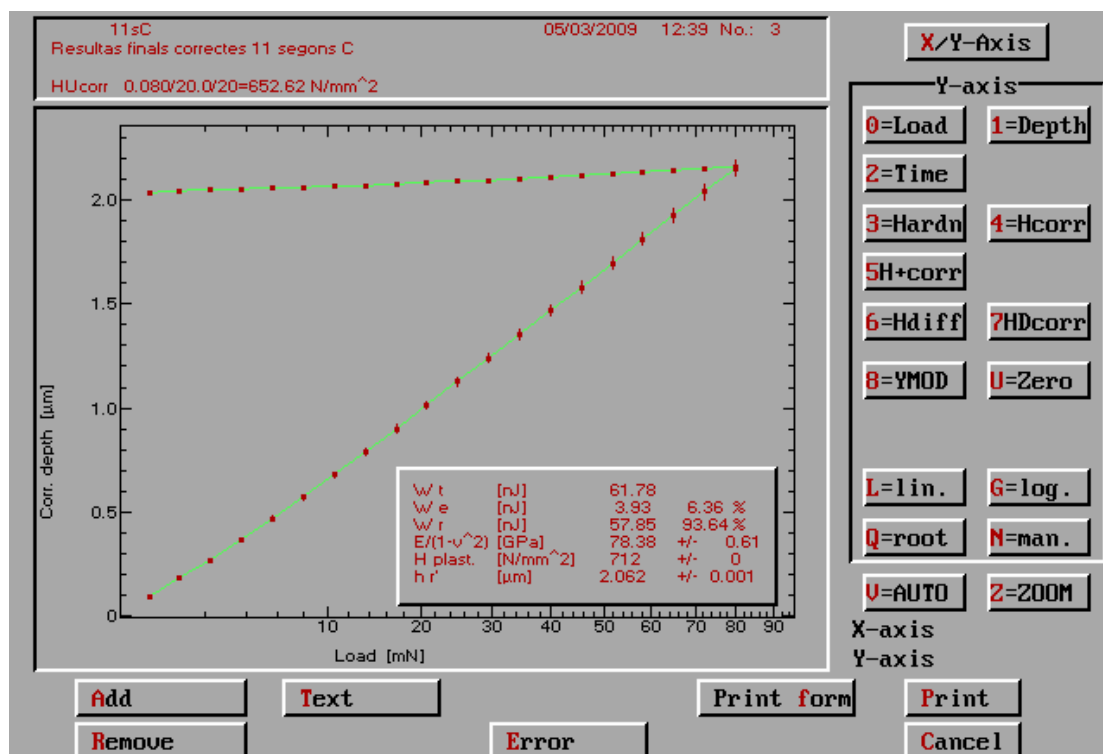 11sC 05/03/2009 12:39 No.: 3
Resultas finals correctes 11 segons C
HUcorr 0.080/20.0/20=652.62 N/mm^2
X/Y-Axis
Y-axis
0=Load 1=Depth
2=Time
3=Hardn 4=Hcorr
5H+corr
6=Hdiff 7HDcorr
8=YMOD U=Zero
L=lin. G=log.
Q=root N=man.
V=AUTO Z=ZOOM
X-axis
Y-axis
Corr. depth [µm]
2.0
1.5
1.0
0.5
0
W t [nJ] 61.78
W e [nJ] 3.93 6.36 %
W r [nJ] 57.85 93.64 %
E/(1-v^2) [GPa] 78.38 +/- 0.61
H plast. [N/mm^2] 712 +/- 0
h r' [µm] 2.062 +/- 0.001
10 20 30 40 50 60 70 80 90
Load [mN]
Add Text Print form Print
Remove Error Cancel